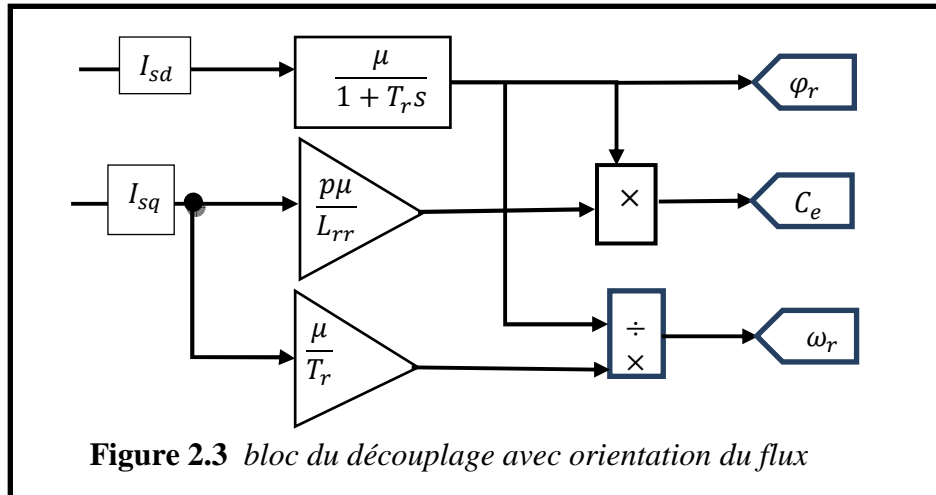 I_sd
μ
1 + T_r s
φ_r
I_sq
pμ
L_rr
×
C_e
μ
T_r
÷
×
ω_r
Figure 2.3 bloc du découplage avec orientation du flux